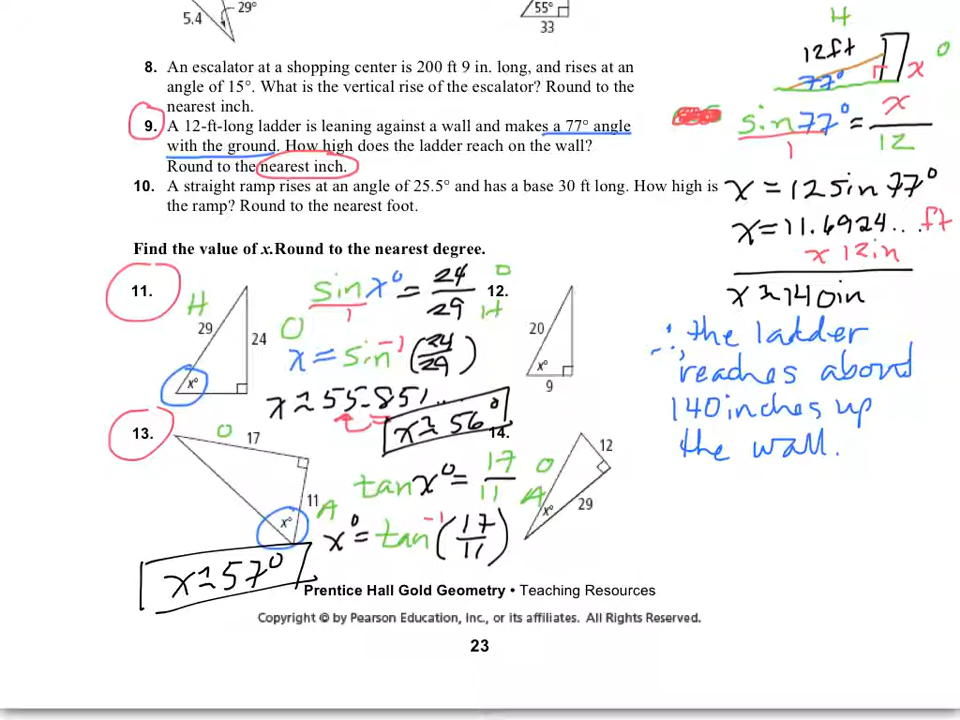 5.4
29°
55°
33
8. An escalator at a shopping center is 200 ft 9 in. long, and rises at an
angle of 15°. What is the vertical rise of the escalator? Round to the
nearest inch.
9. A 12-ft-long ladder is leaning against a wall and makes a 77° angle
with the ground. How high does the ladder reach on the wall?
Round to the nearest inch.
10. A straight ramp rises at an angle of 25.5° and has a base 30 ft long. How high is
the ramp? Round to the nearest foot.
H
12ft
O
x
77°
sin 77° = x
1 12
x = 12 sin 77°
x = 11.6924... ft
x 12in
x ≈ 140in
∴ the ladder
reaches about
140 inches up
the wall.
Find the value of x. Round to the nearest degree.
11.
H
29
24
O
x°
sin x° = 24 O
1 29 H
x = sin⁻¹ (24/29)
x ≈ 55.851...
x ≈ 56°
12.
20
x°
9
13.
O
17
11
A
x°
tan x° = 17 O
11 A
x° = tan⁻¹ (17/11)
x ≈ 57°
14.
12
29
x°
Prentice Hall Gold Geometry • Teaching Resources
Copyright © by Pearson Education, Inc., or its affiliates. All Rights Reserved.
23